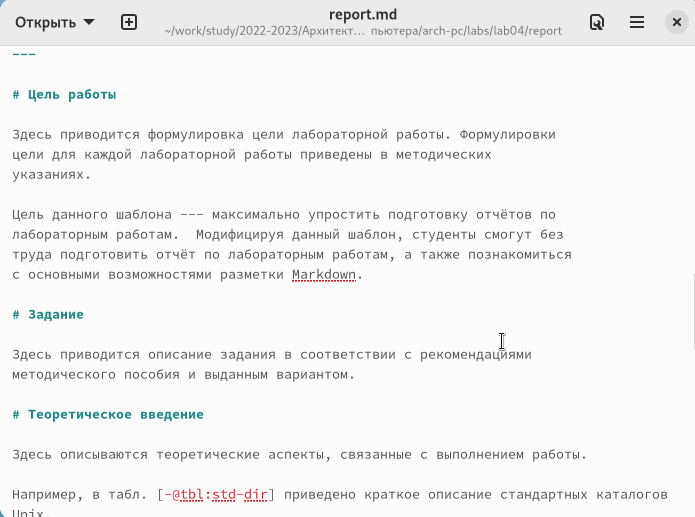 Открыть
report.md
~/work/study/2022-2023/Архитект... пьютера/arch-pc/labs/lab04/report
---
# Цель работы
Здесь приводится формулировка цели лабораторной работы. Формулировки
цели для каждой лабораторной работы приведены в методических
указаниях.
Цель данного шаблона --- максимально упростить подготовку отчётов по
лабораторным работам.  Модифицируя данный шаблон, студенты смогут без
труда подготовить отчёт по лабораторным работам, а также познакомиться
с основными возможностями разметки Markdown.
# Задание
Здесь приводится описание задания в соответствии с рекомендациями
методического пособия и выданным вариантом.
# Теоретическое введение
Здесь описываются теоретические аспекты, связанные с выполнением работы.
Например, в табл. [-@tbl:std-dir] приведено краткое описание стандартных каталогов
Unix.